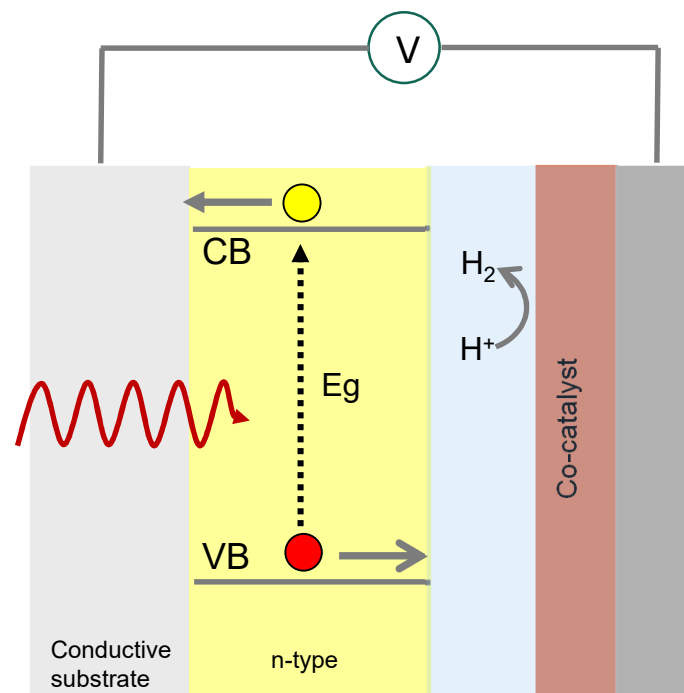 V
CB
H₂
H⁺
Eg
Co-catalyst
VB
Conductive
substrate
n-type